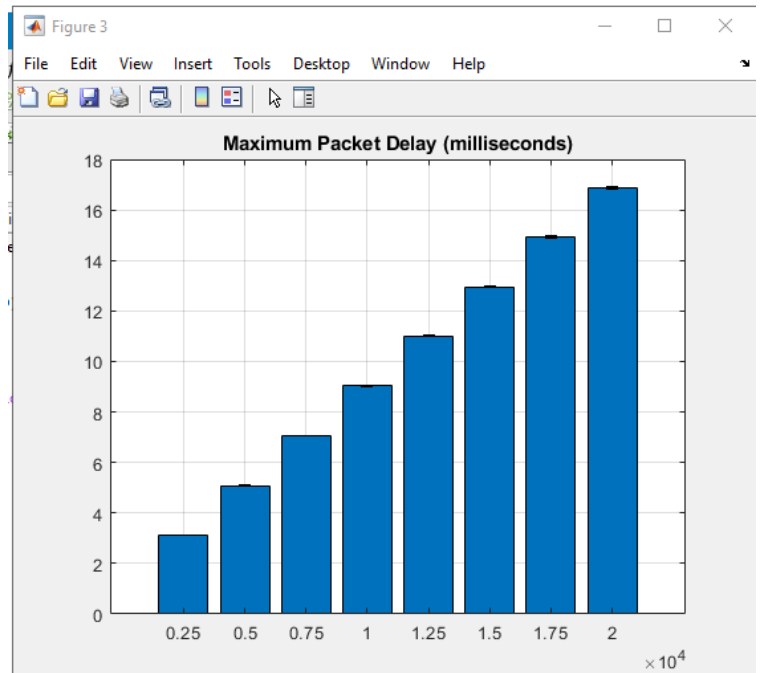 Figure 3
File Edit View Insert Tools Desktop Window Help
Maximum Packet Delay (milliseconds)
18
16
14
12
10
8
6
4
2
0
0.25 0.5 0.75 1 1.25 1.5 1.75 2
×10⁴